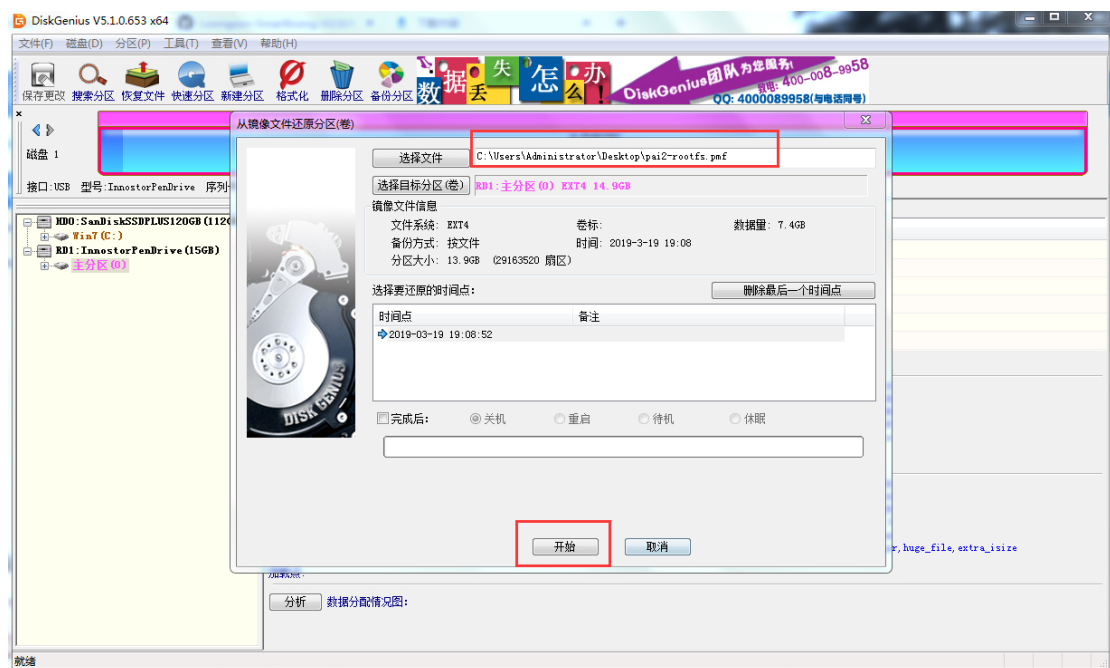 DiskGenius V5.1.0.653 x64
文件(F) 磁盘(D) 分区(P) 工具(T) 查看(V) 帮助(H)
保存更改 搜索分区 恢复文件 快速分区 新建分区 格式化 删除分区 备份分区
数据丢失怎么办!
DiskGenius团队为您服务!
致电: 400-008-9958
QQ: 4000089958(与电话同号)
磁盘 1
接口:USB 型号:InnostorPenDrive 序列
HD0:SanDiskSSDPLUS120GB(112G
Win7(C:)
RD1:InnostorPenDrive(15GB)
主分区(0)
从镜像文件还原分区(卷)
选择文件 C:\Users\Administrator\Desktop\pai2-rootfs.pmf
选择目标分区(卷) RD1:主分区(0) EXT4 14.9GB
镜像文件信息
文件系统: EXT4 卷标: 数据量: 7.4GB
备份方式: 按文件 时间: 2019-3-19 19:08
分区大小: 13.9GB (29163520 扇区)
选择要还原的时间点: 删除最后一个时间点
时间点 备注
2019-03-19 19:08:52
DISK GENIUS
完成后: 关机 重启 待机 休眠
开始 取消
r,huge_file,extra_isize
加载点:
分析 数据分配情况图:
就绪